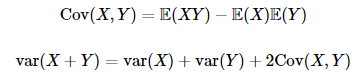 Cov(X, Y) = 𝔼(XY) − 𝔼(X)𝔼(Y)
var(X + Y) = var(X) + var(Y) + 2Cov(X, Y)